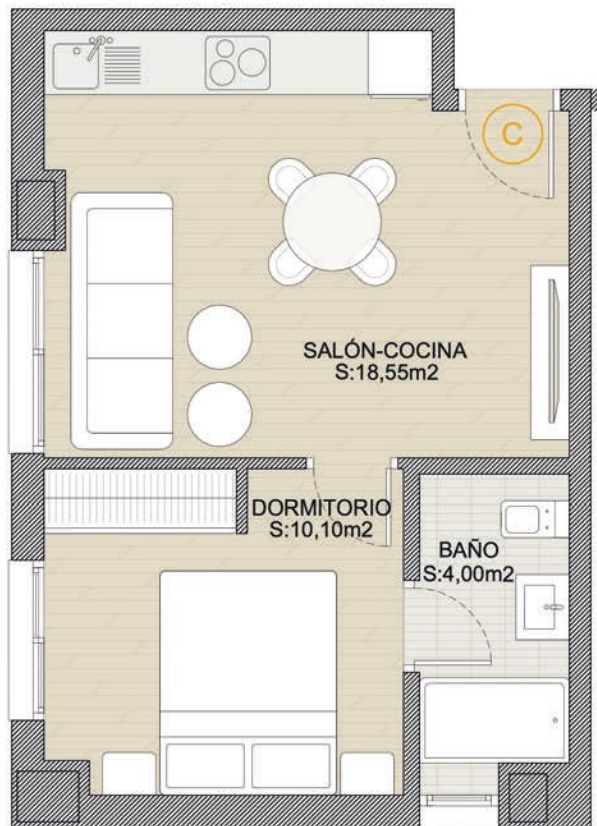 C
SALÓN-COCINA
S:18,55m2
DORMITORIO
S:10,10m2
BAÑO
S:4,00m2